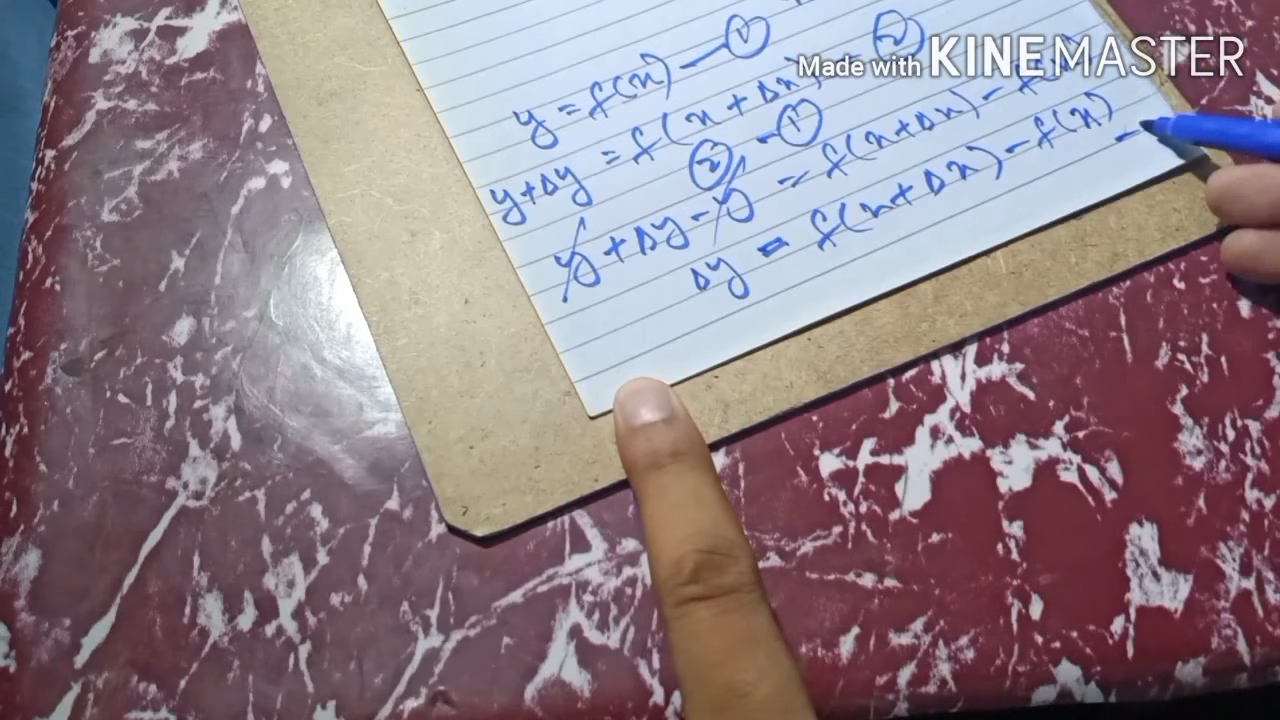 Made with KINEMASTER
y = f(x) — ①
y+Δy = f(x + Δx) - ②
② - ①
y + Δy - y = f(x+Δx) - f(x)
Δy = f(x+Δx) - f(x) -